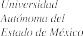 Universidad
Autónoma del
Estado de México